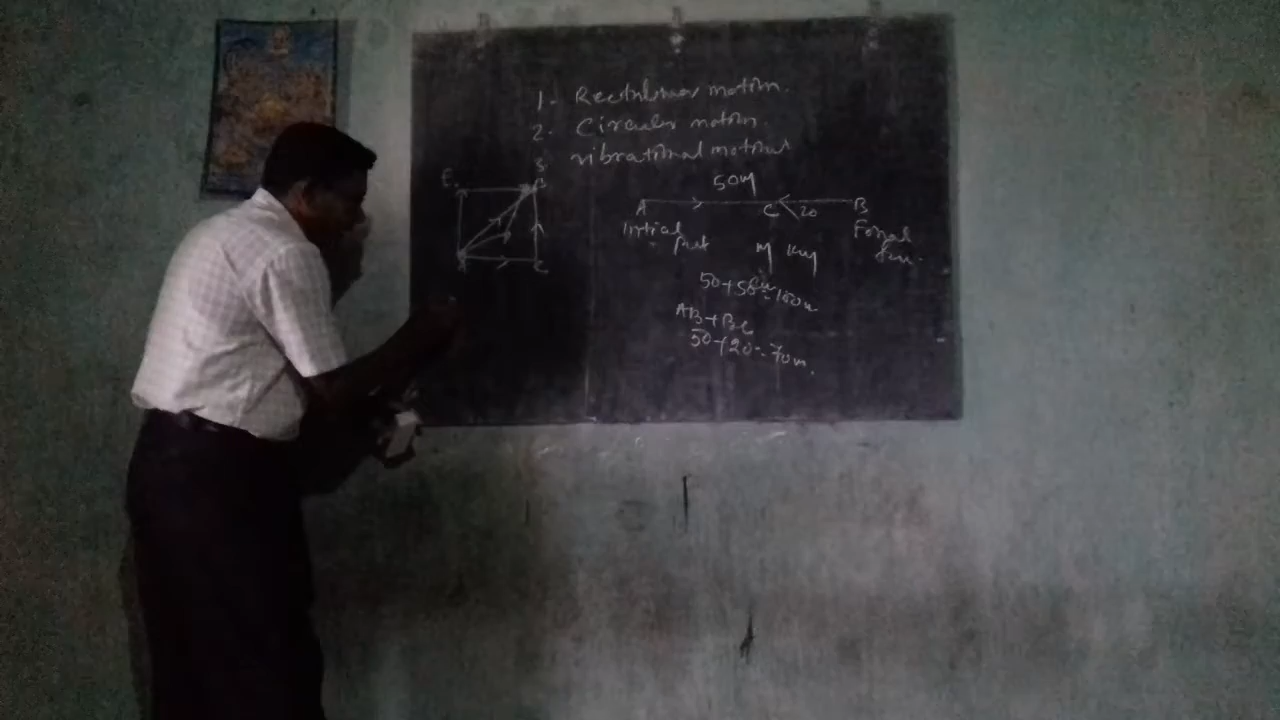 1. Rectilinear motion.
2. Circular motion.
3. vibrational motion
E B
A C
50m
A C 20 B
Initial
Final
M Km
50+50=100m
AB+BC
50+20=70m.